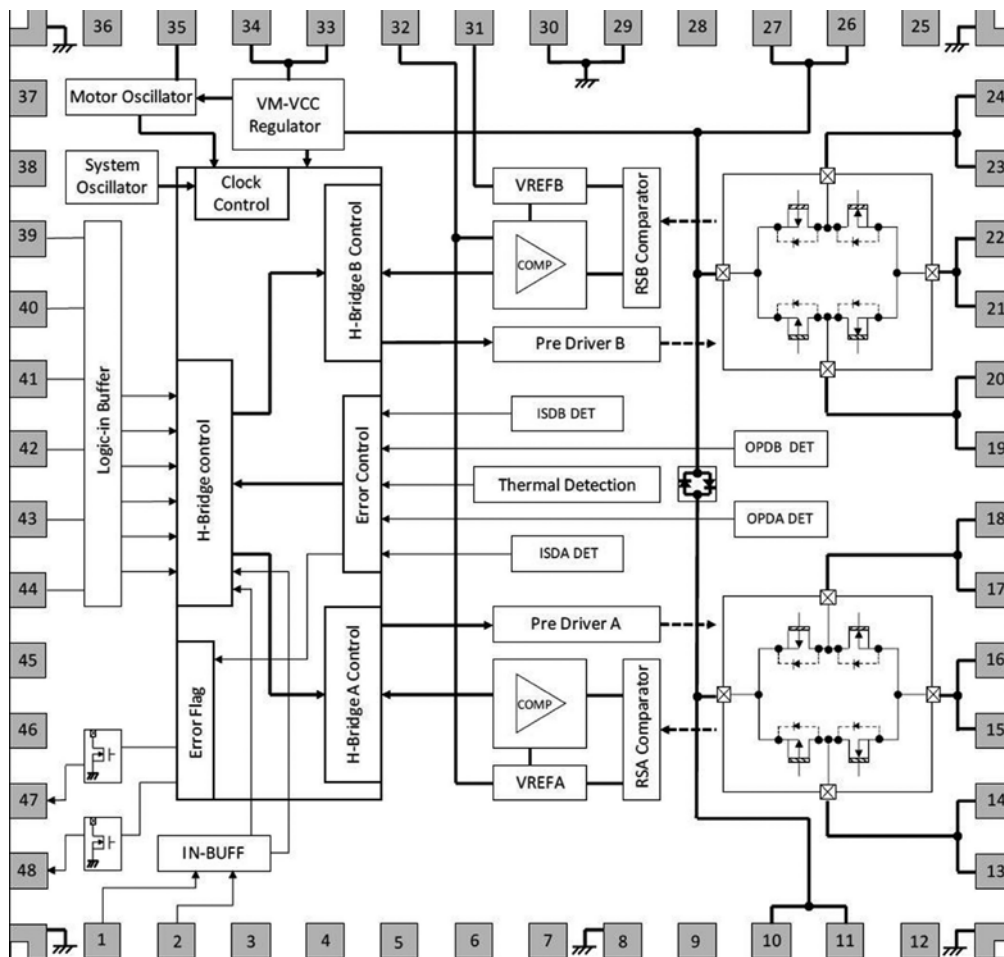 36 35 34 33 32 31 30 29 28 27 26 25
37 Motor Oscillator VM-VCC Regulator 24
38 System Oscillator Clock Control VREFB 23
39 H-Bridge B Control COMP RSB Comparator 22
40 21
Pre Driver B
41 Logic-in Buffer ISDB DET 20
42 H-Bridge control Error Control OPDB DET 19
Thermal Detection
43 OPDA DET 18
ISDA DET
44 Pre Driver A 17
45 Error Flag H-Bridge A Control COMP RSA Comparator 16
46 15
47 VREFA 14
48 IN-BUFF 13
1 2 3 4 5 6 7 8 9 10 11 12